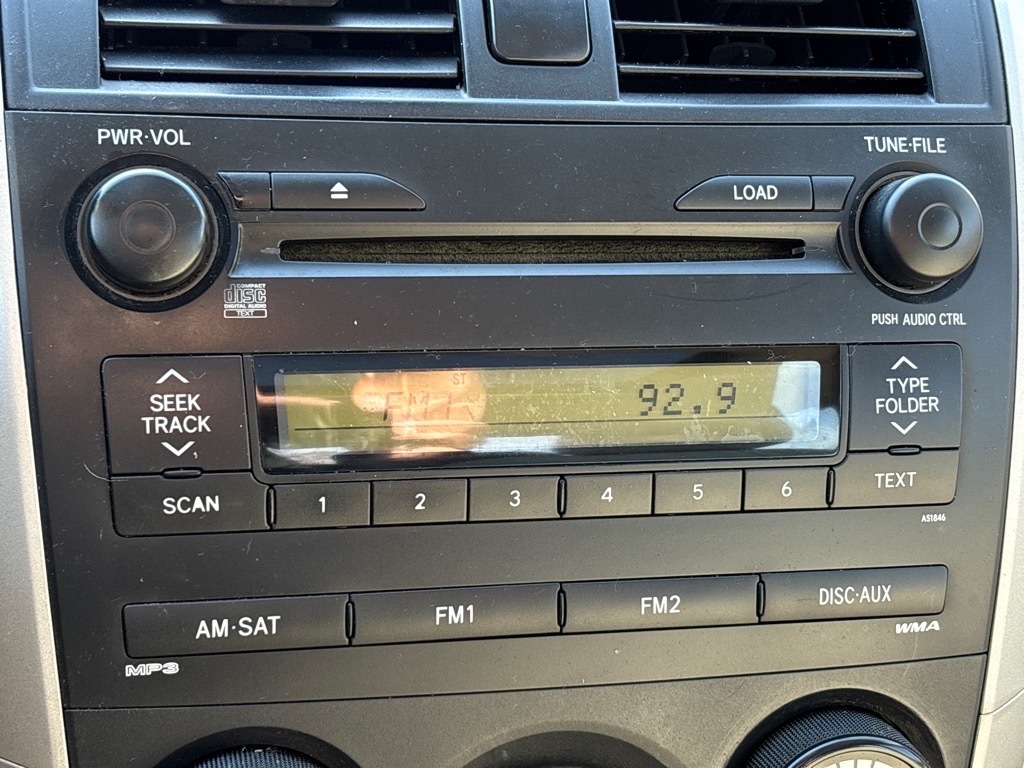 PWR·VOL
TUNE·FILE
LOAD
COMPACT
disc
DIGITAL AUDIO
TEXT
PUSH AUDIO CTRL
SEEK
TRACK
ST
FM1
92.9
TYPE
FOLDER
SCAN
1
2
3
4
5
6
TEXT
A51846
AM·SAT
FM1
FM2
DISC·AUX
MP3
WMA